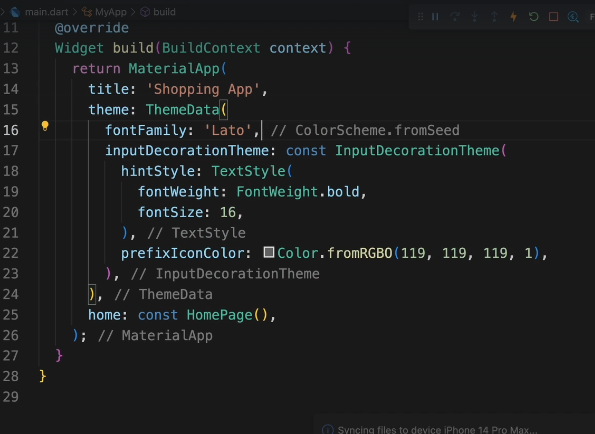 main.dart > MyApp > build
11 @override
12 Widget build(BuildContext context) {
13 return MaterialApp(
14 title: 'Shopping App',
15 theme: ThemeData(
16 fontFamily: 'Lato', // ColorScheme.fromSeed
17 inputDecorationTheme: const InputDecorationTheme(
18 hintStyle: TextStyle(
19 fontWeight: FontWeight.bold,
20 fontSize: 16,
21 ), // TextStyle
22 prefixIconColor: Color.fromRGBO(119, 119, 119, 1),
23 ), // InputDecorationTheme
24 ), // ThemeData
25 home: const HomePage(),
26 ); // MaterialApp
27 }
28 }
29
Syncing files to device iPhone 14 Pro Max...